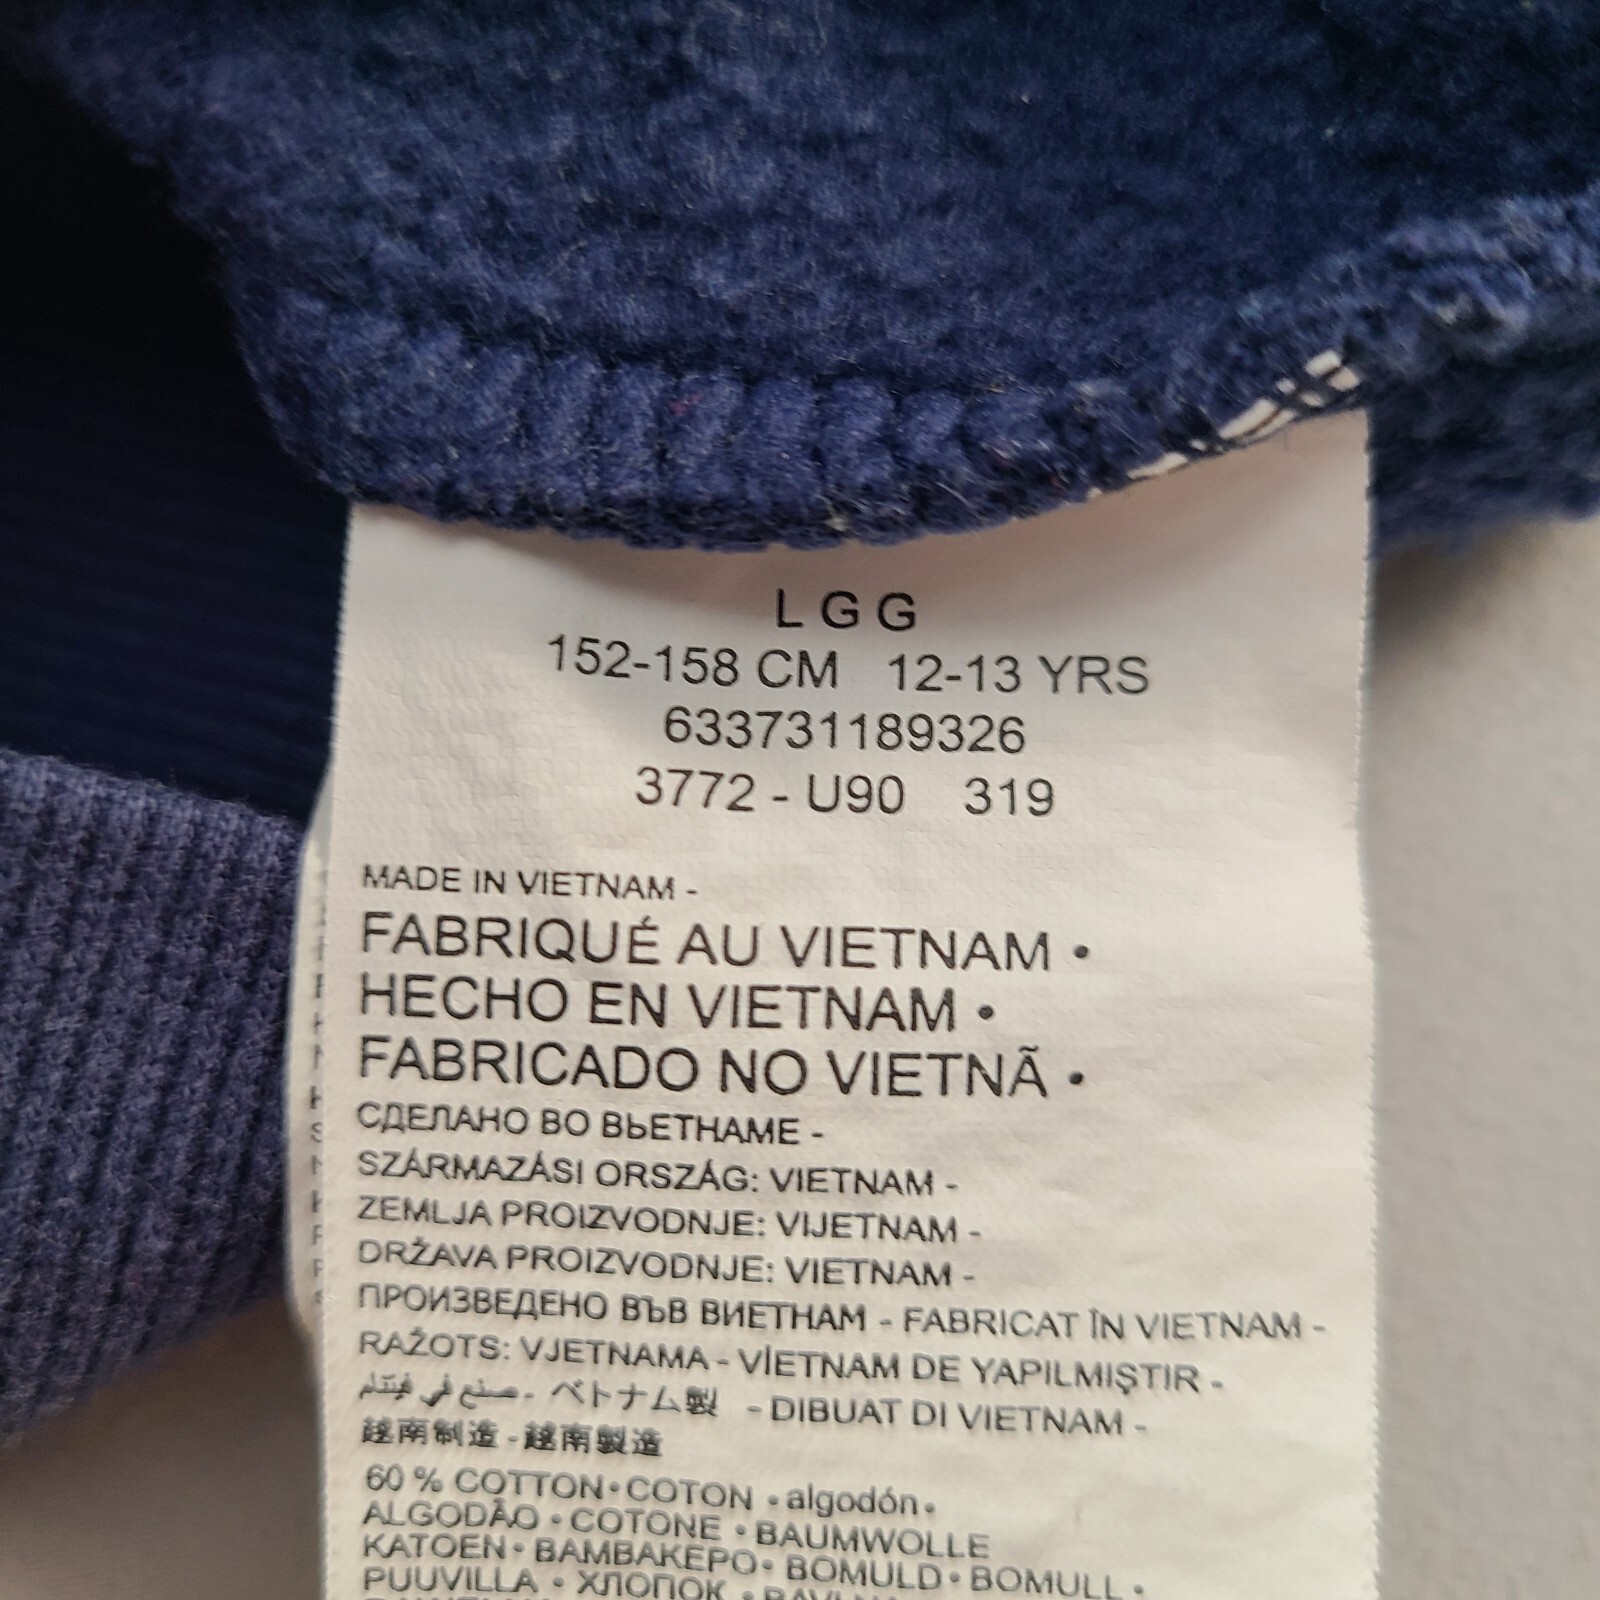 L G G
152-158 CM 12-13 YRS
633731189326
3772 - U90 319
MADE IN VIETNAM -
FABRIQUÉ AU VIETNAM •
HECHO EN VIETNAM •
FABRICADO NO VIETNÃ •
СДЕЛАНО ВО ВЬЕТНАМЕ -
SZÁRMAZÁSI ORSZÁG: VIETNAM -
ZEMLJA PROIZVODNJE: VIJETNAM -
DRŽAVA PROIZVODNJE: VIETNAM -
ПРОИЗВЕДЕНО ВЪВ ВИЕТНАМ - FABRICAT ÎN VIETNAM -
RAŽOTS: VJETNAMA - VİETNAM DE YAPILMIŞTIR -
صنع في فيتنام - ベトナム製 - DIBUAT DI VIETNAM -
越南制造 - 越南製造
60 % COTTON • COTON • algodón •
ALGODÃO • COTONE • BAUMWOLLE
KATOEN • ΒΑΜΒΑΚΕΡΟ • BOMULD • BOMULL •
PUUVILLA • ХЛОПОК •